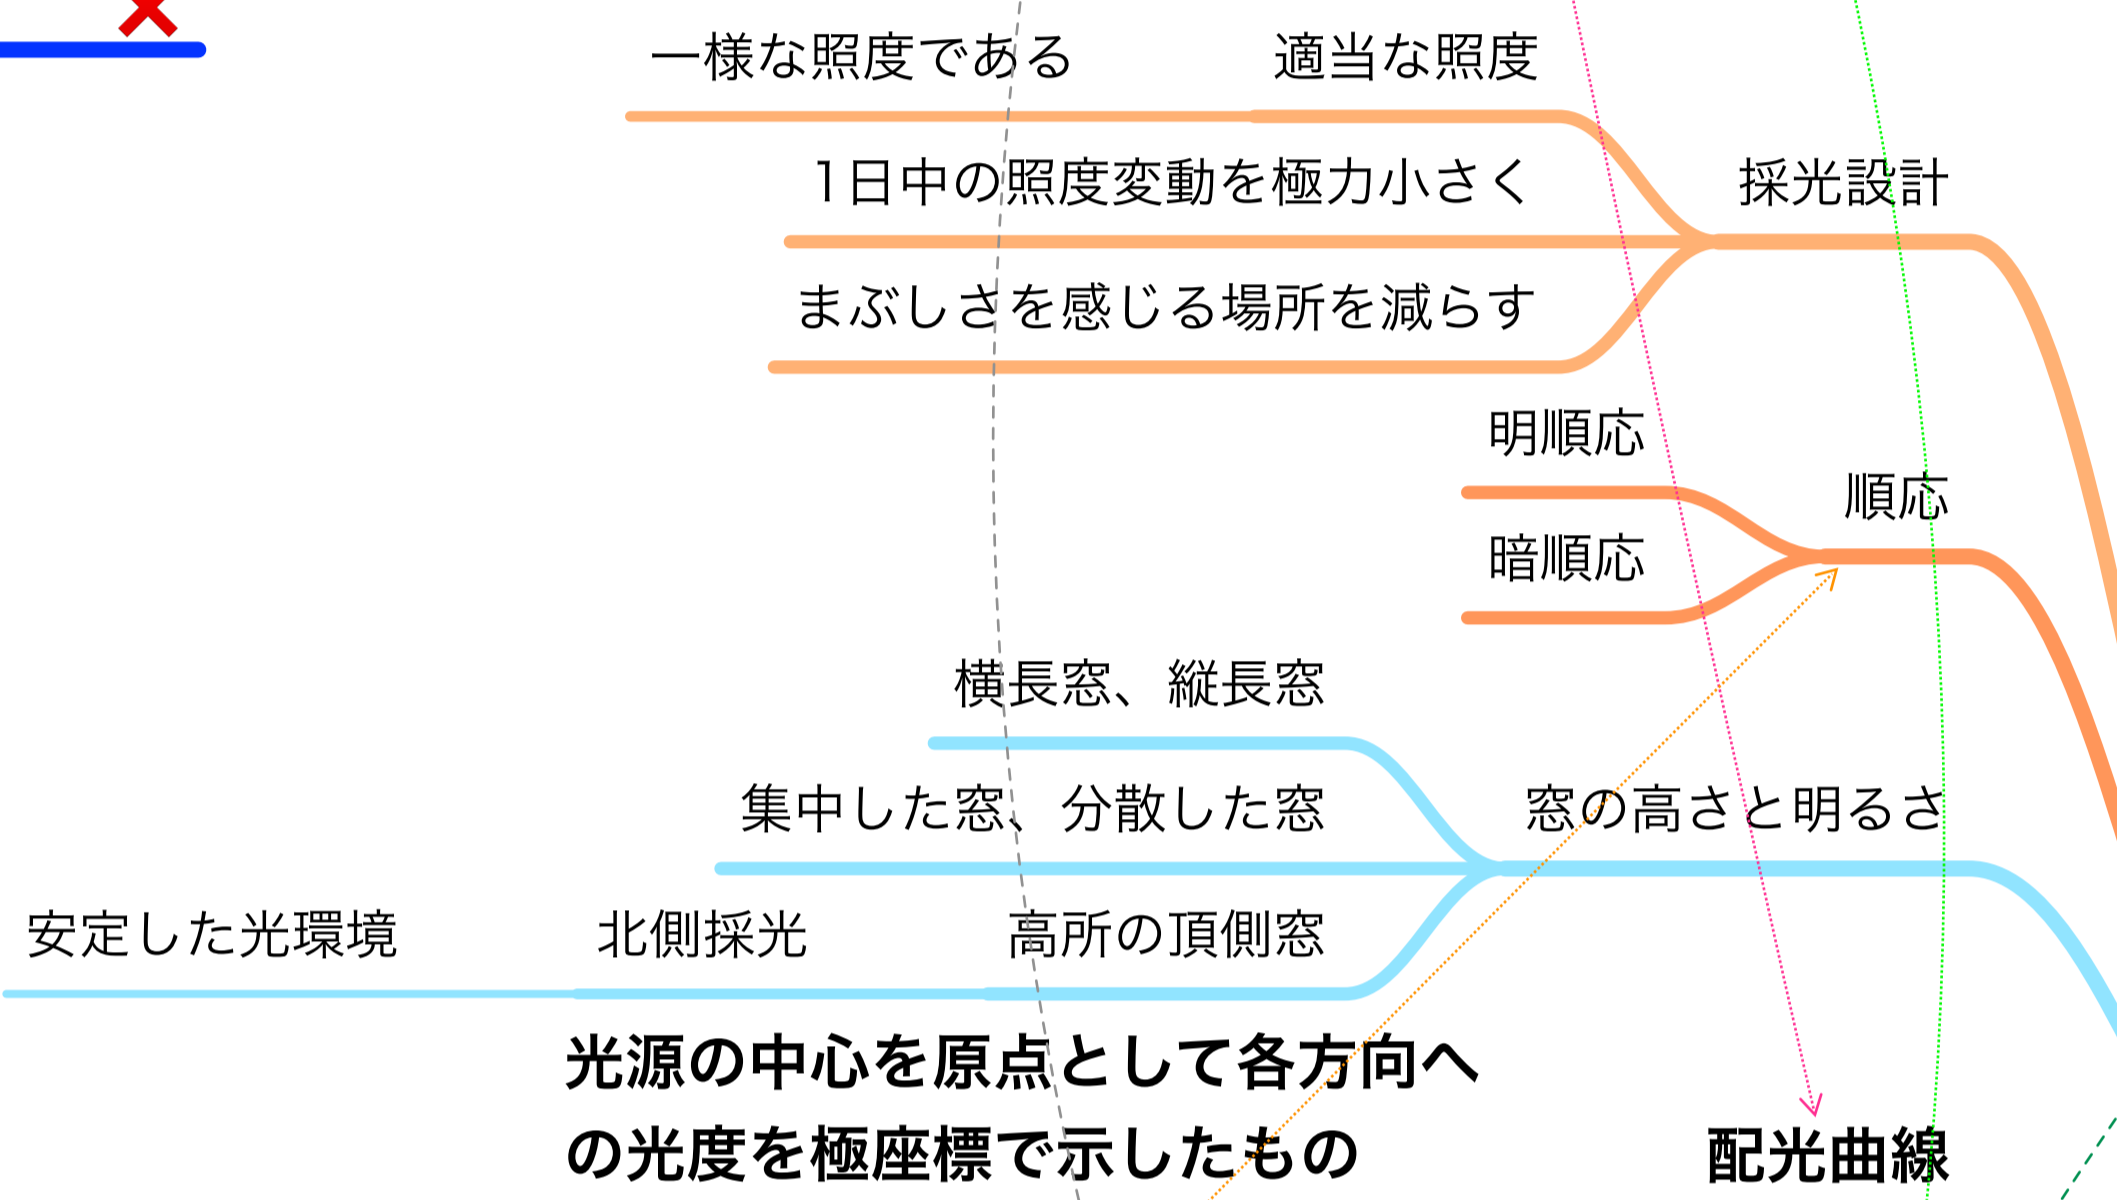 一様な照度である 適当な照度
1日中の照度変動を極力小さく 採光設計
まぶしさを感じる場所を減らす
明順応
順応
暗順応
横長窓、縦長窓
集中した窓、分散した窓 窓の高さと明るさ
安定した光環境 北側採光 高所の頂側窓
光源の中心を原点として各方向へ
の光度を極座標で示したもの 配光曲線